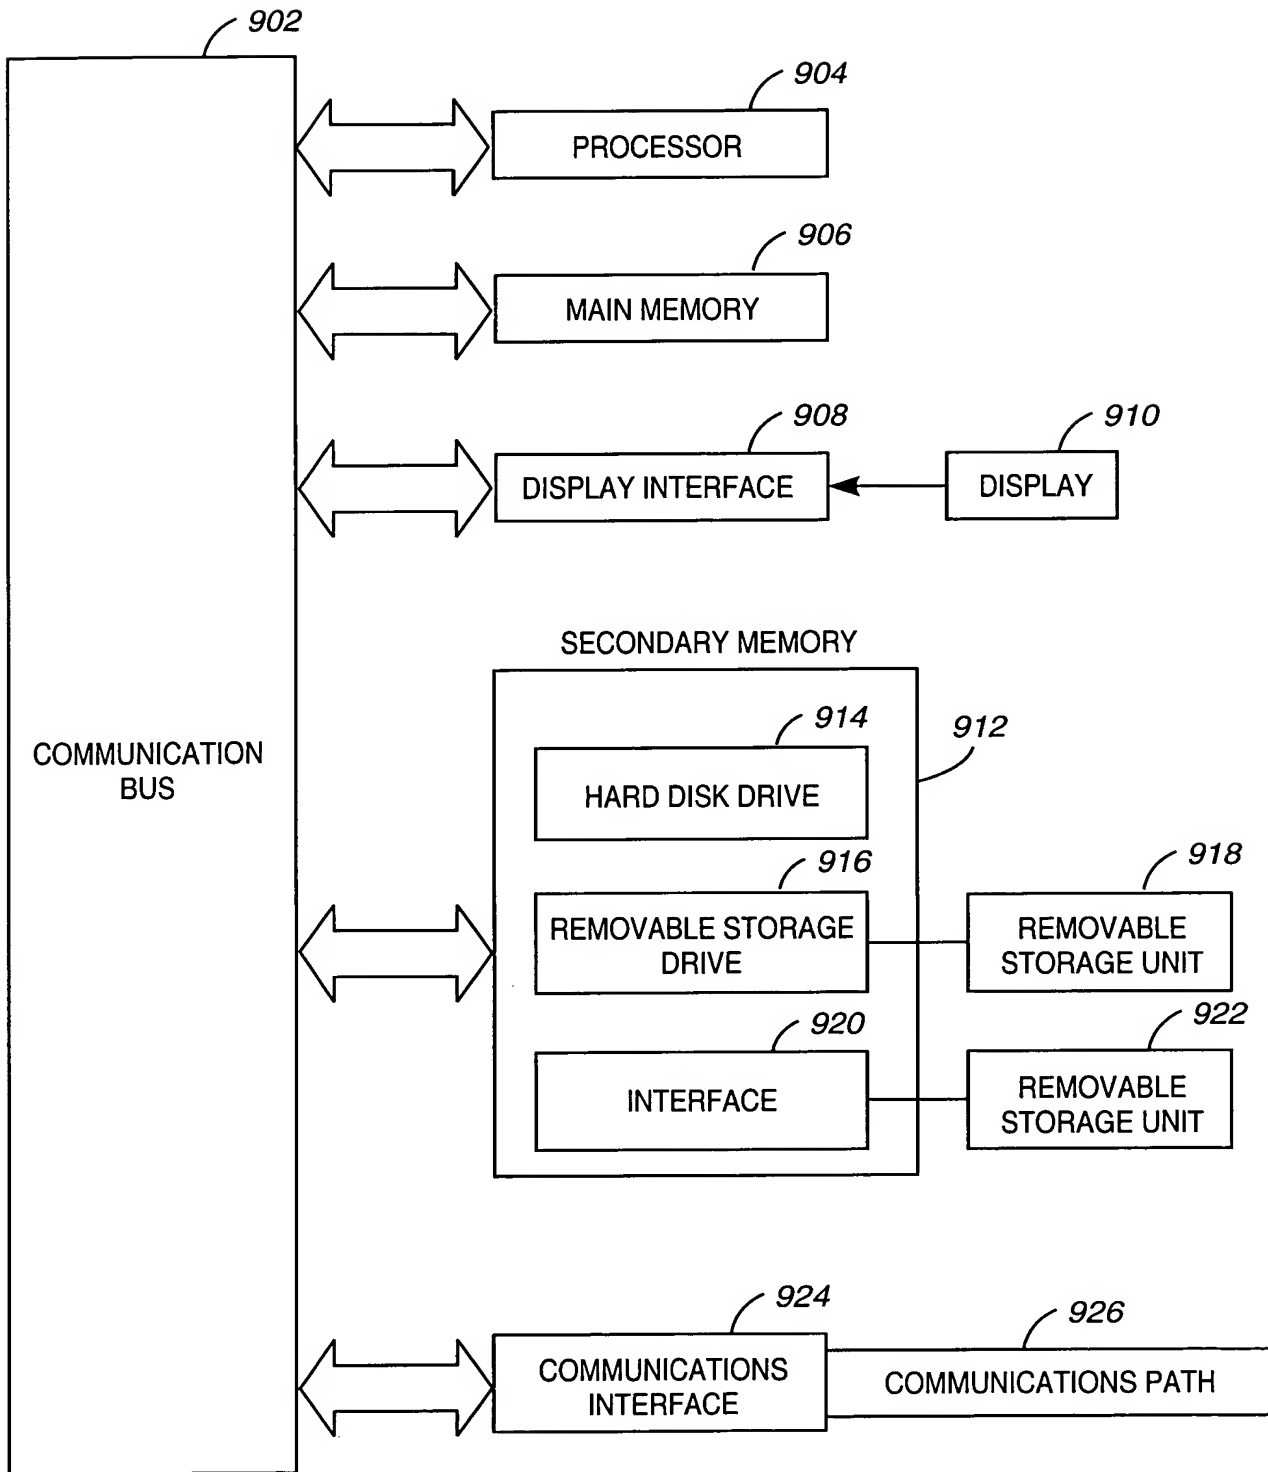 902
904
PROCESSOR
906
MAIN MEMORY
908
DISPLAY INTERFACE
910
DISPLAY
SECONDARY MEMORY
912
914
HARD DISK DRIVE
COMMUNICATION
BUS
916
REMOVABLE STORAGE
DRIVE
918
REMOVABLE
STORAGE UNIT
920
INTERFACE
922
REMOVABLE
STORAGE UNIT
924
COMMUNICATIONS
INTERFACE
926
COMMUNICATIONS PATH